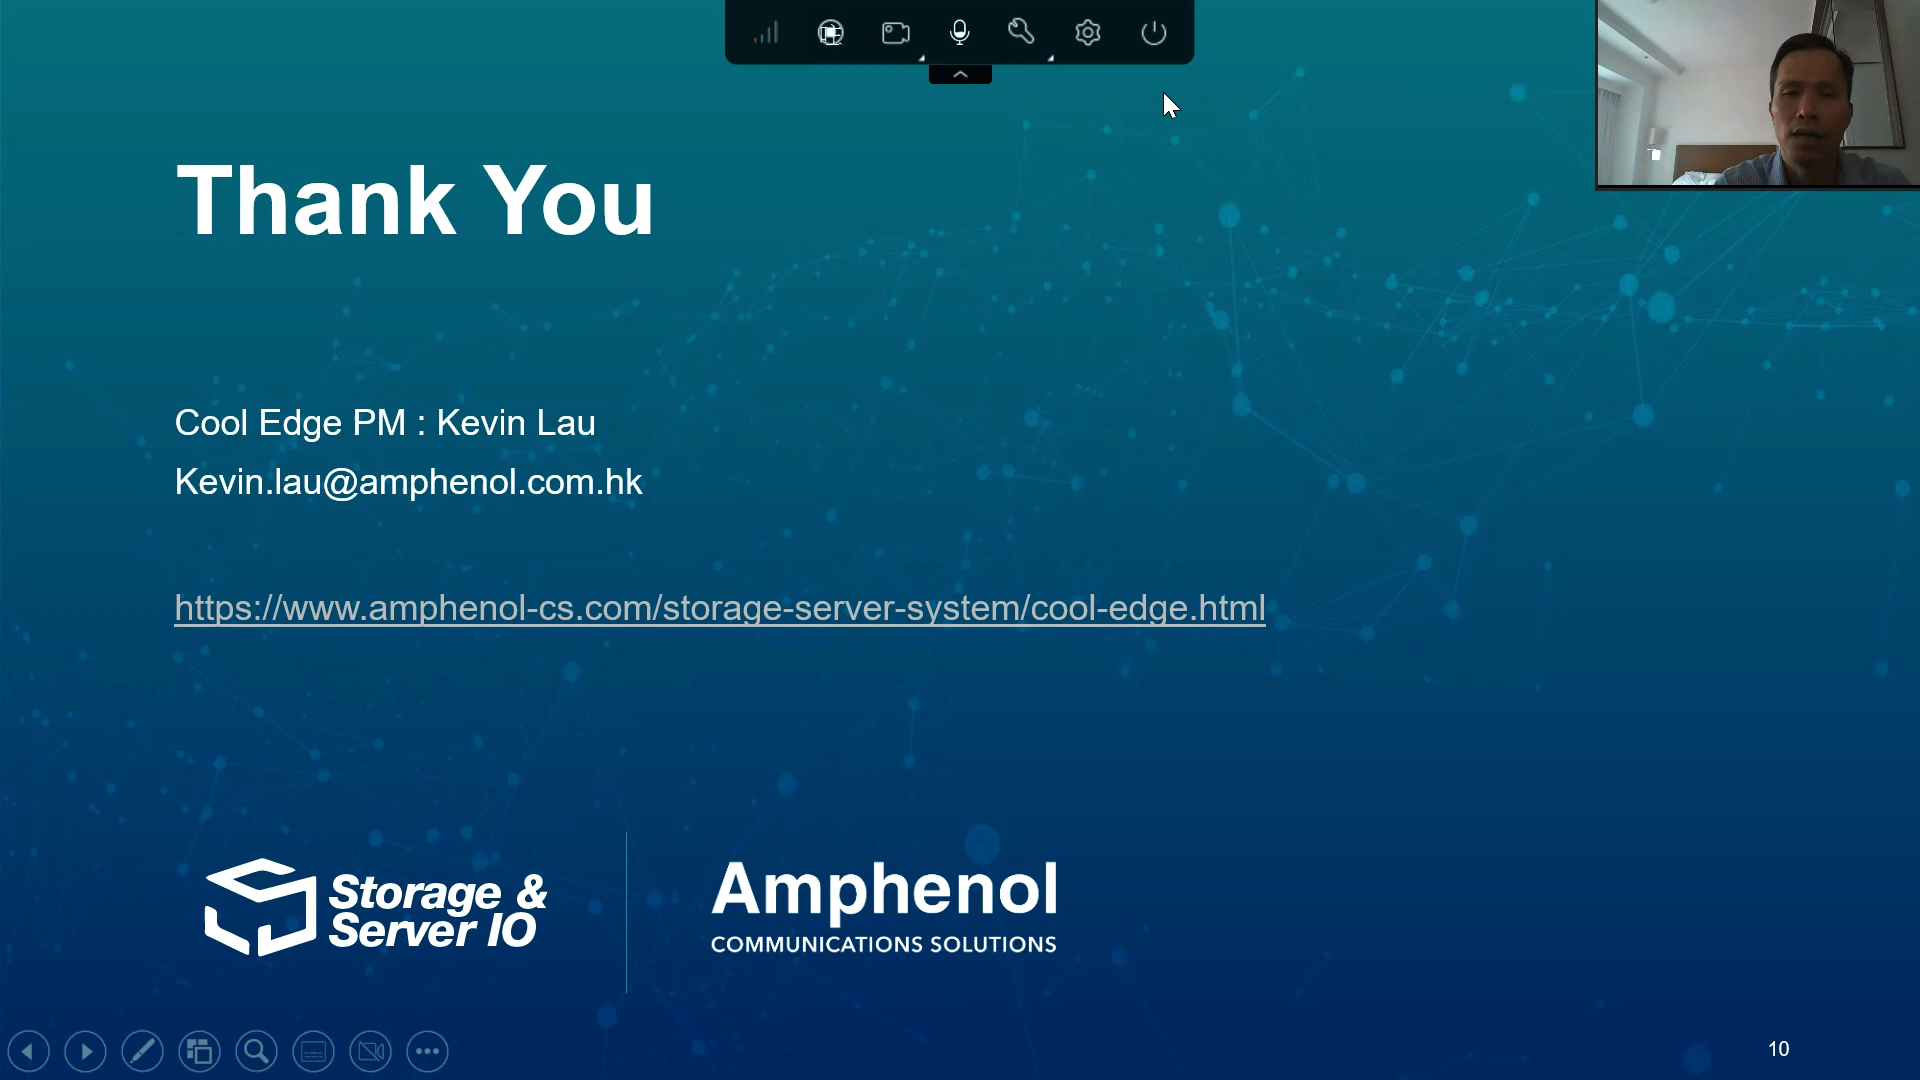 Thank You
Cool Edge PM : Kevin Lau
Kevin.lau@amphenol.com.hk
https://www.amphenol-cs.com/storage-server-system/cool-edge.html
Storage &
Server IO
Amphenol
COMMUNICATIONS SOLUTIONS
10